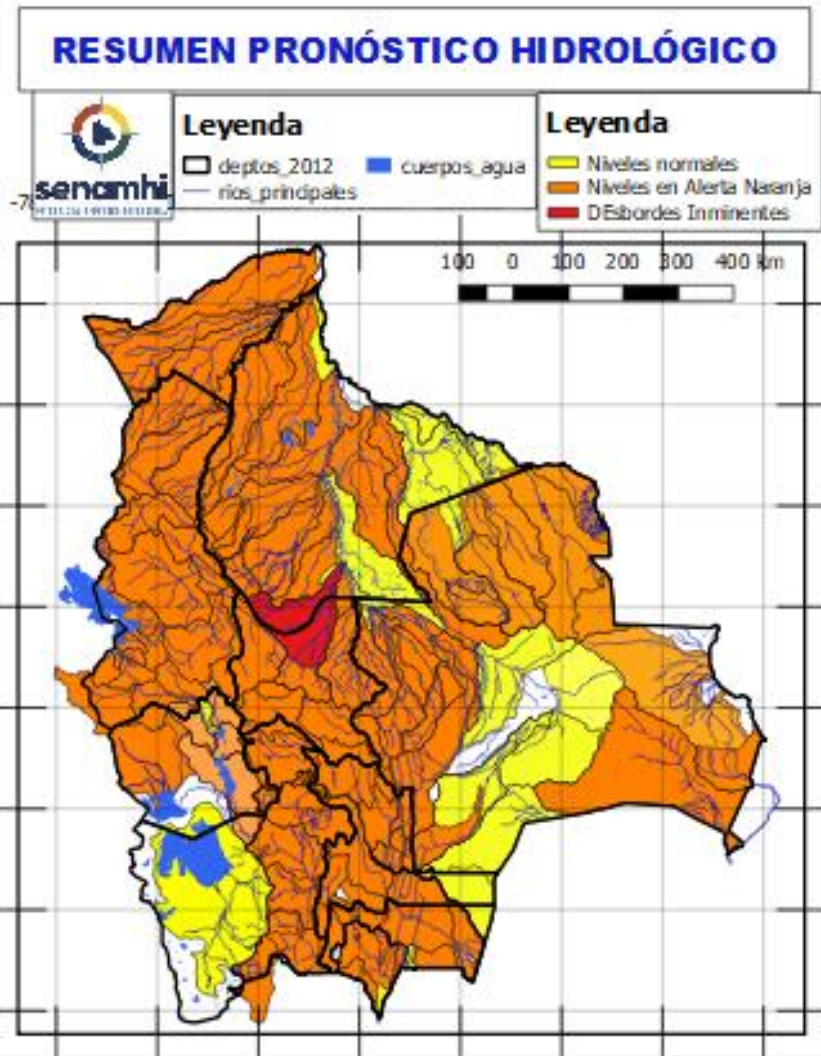 RESUMEN PRONÓSTICO HIDROLÓGICO
senamhi
Leyenda
deptos_2012 cuerpos_agua
rios_principales
Leyenda
Niveles normales
Niveles en Alerta Naranja
DEsbordes Inminentes
100 0 100 200 300 400 km